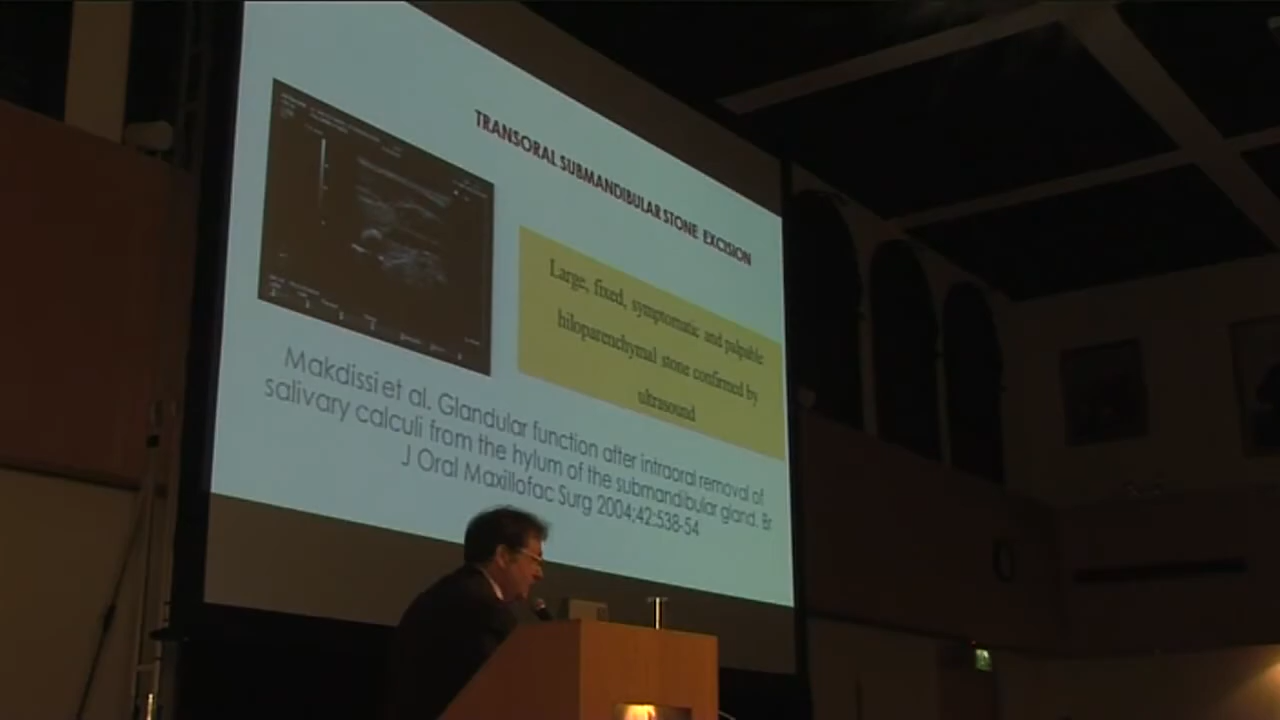 TRANSORAL SUBMANDIBULAR STONE EXCISION
Large, fixed, symptomatic and palpable
hiloparenchymal stone confirmed by
ultrasound
Makdissi et al. Glandular function after intraoral removal of
salivary calculi from the hylum of the submandibular gland. Br
J Oral Maxillofac Surg 2004;42:538-54